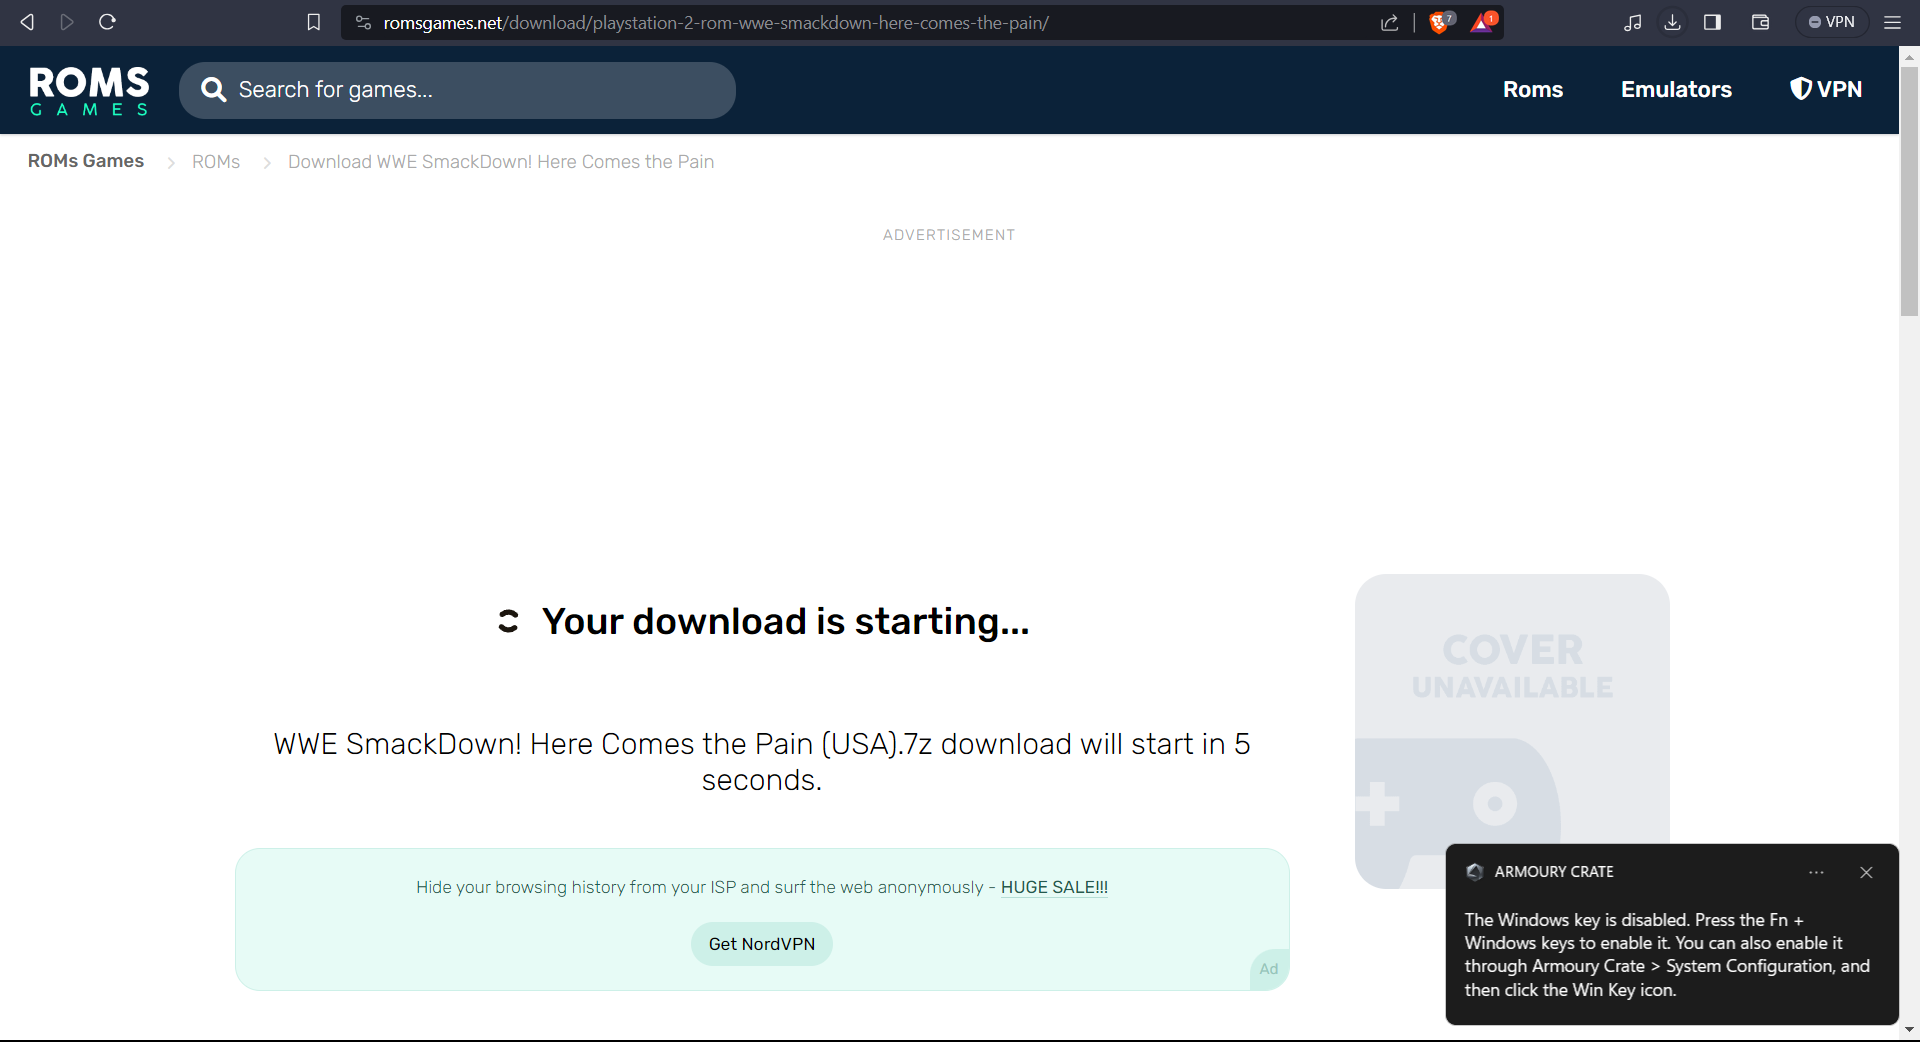 romsgames.net/download/playstation-2-rom-wwe-smackdown-here-comes-the-pain/
7
1
VPN
ROMS
GAMES
Search for games...
Roms
Emulators
VPN
ROMs Games
ROMs
Download WWE SmackDown! Here Comes the Pain
ADVERTISEMENT
Your download is starting...
COVER
UNAVAILABLE
WWE SmackDown! Here Comes the Pain (USA).7z download will start in 5
seconds.
Hide your browsing history from your ISP and surf the web anonymously - HUGE SALE!!!
Get NordVPN
Ad
ARMOURY CRATE
The Windows key is disabled. Press the Fn +
Windows keys to enable it. You can also enable it
through Armoury Crate > System Configuration, and
then click the Win Key icon.